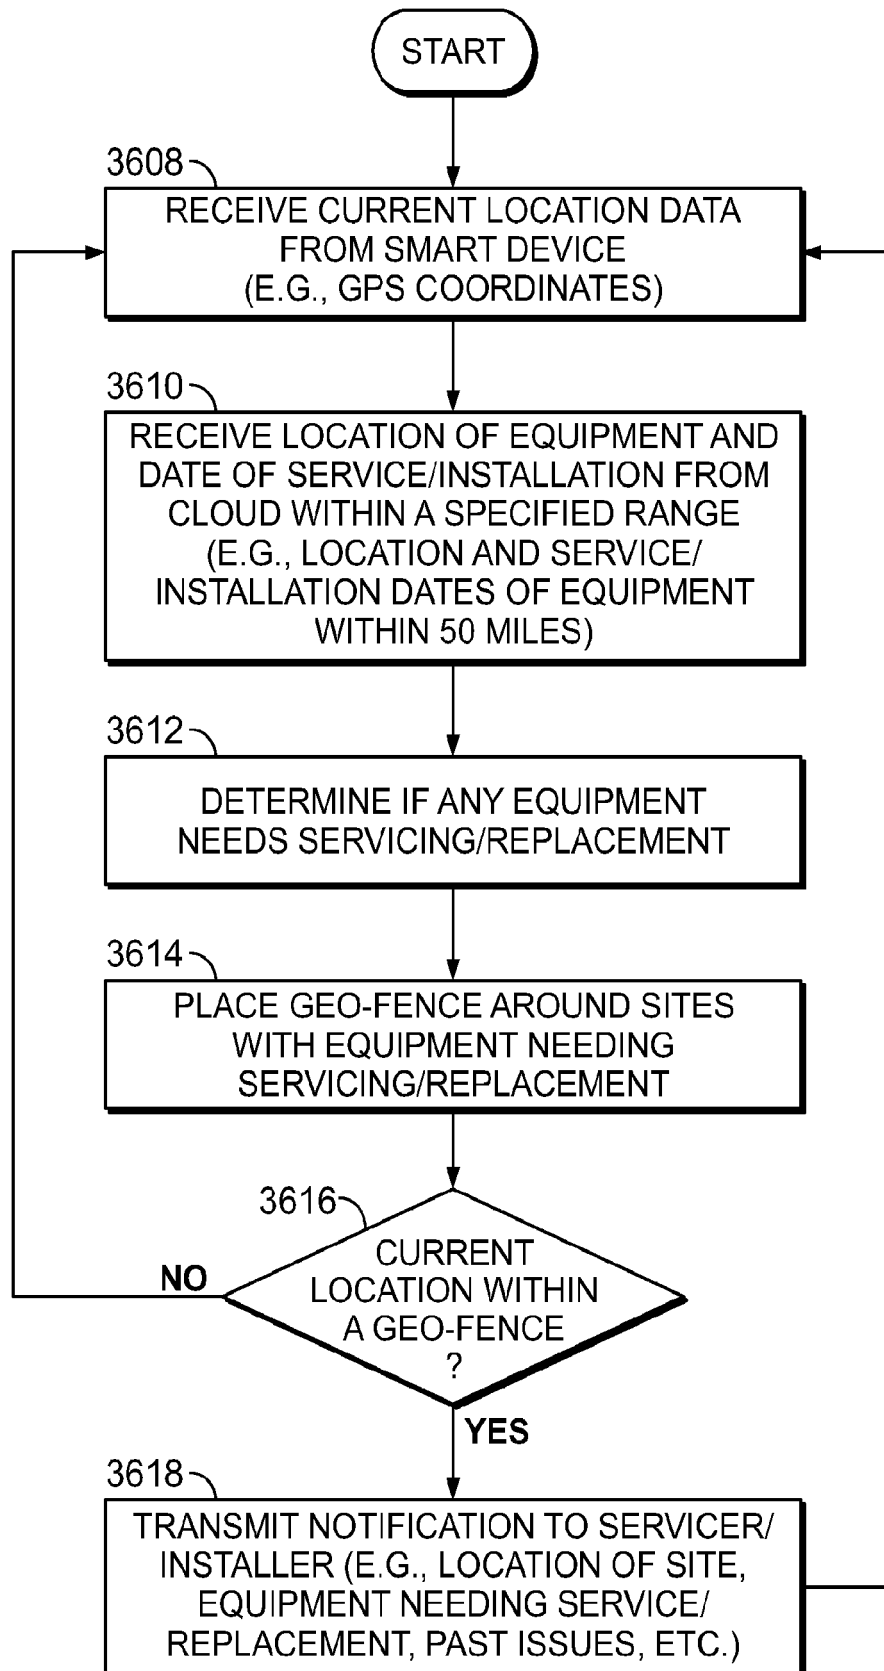 START
3608
RECEIVE CURRENT LOCATION DATA
FROM SMART DEVICE
(E.G., GPS COORDINATES)
3610
RECEIVE LOCATION OF EQUIPMENT AND
DATE OF SERVICE/INSTALLATION FROM
CLOUD WITHIN A SPECIFIED RANGE
(E.G., LOCATION AND SERVICE/
INSTALLATION DATES OF EQUIPMENT
WITHIN 50 MILES)
3612
DETERMINE IF ANY EQUIPMENT
NEEDS SERVICING/REPLACEMENT
3614
PLACE GEO-FENCE AROUND SITES
WITH EQUIPMENT NEEDING
SERVICING/REPLACEMENT
3616
CURRENT
LOCATION WITHIN
A GEO-FENCE
?
NO
YES
3618
TRANSMIT NOTIFICATION TO SERVICER/
INSTALLER (E.G., LOCATION OF SITE,
EQUIPMENT NEEDING SERVICE/
REPLACEMENT, PAST ISSUES, ETC.)